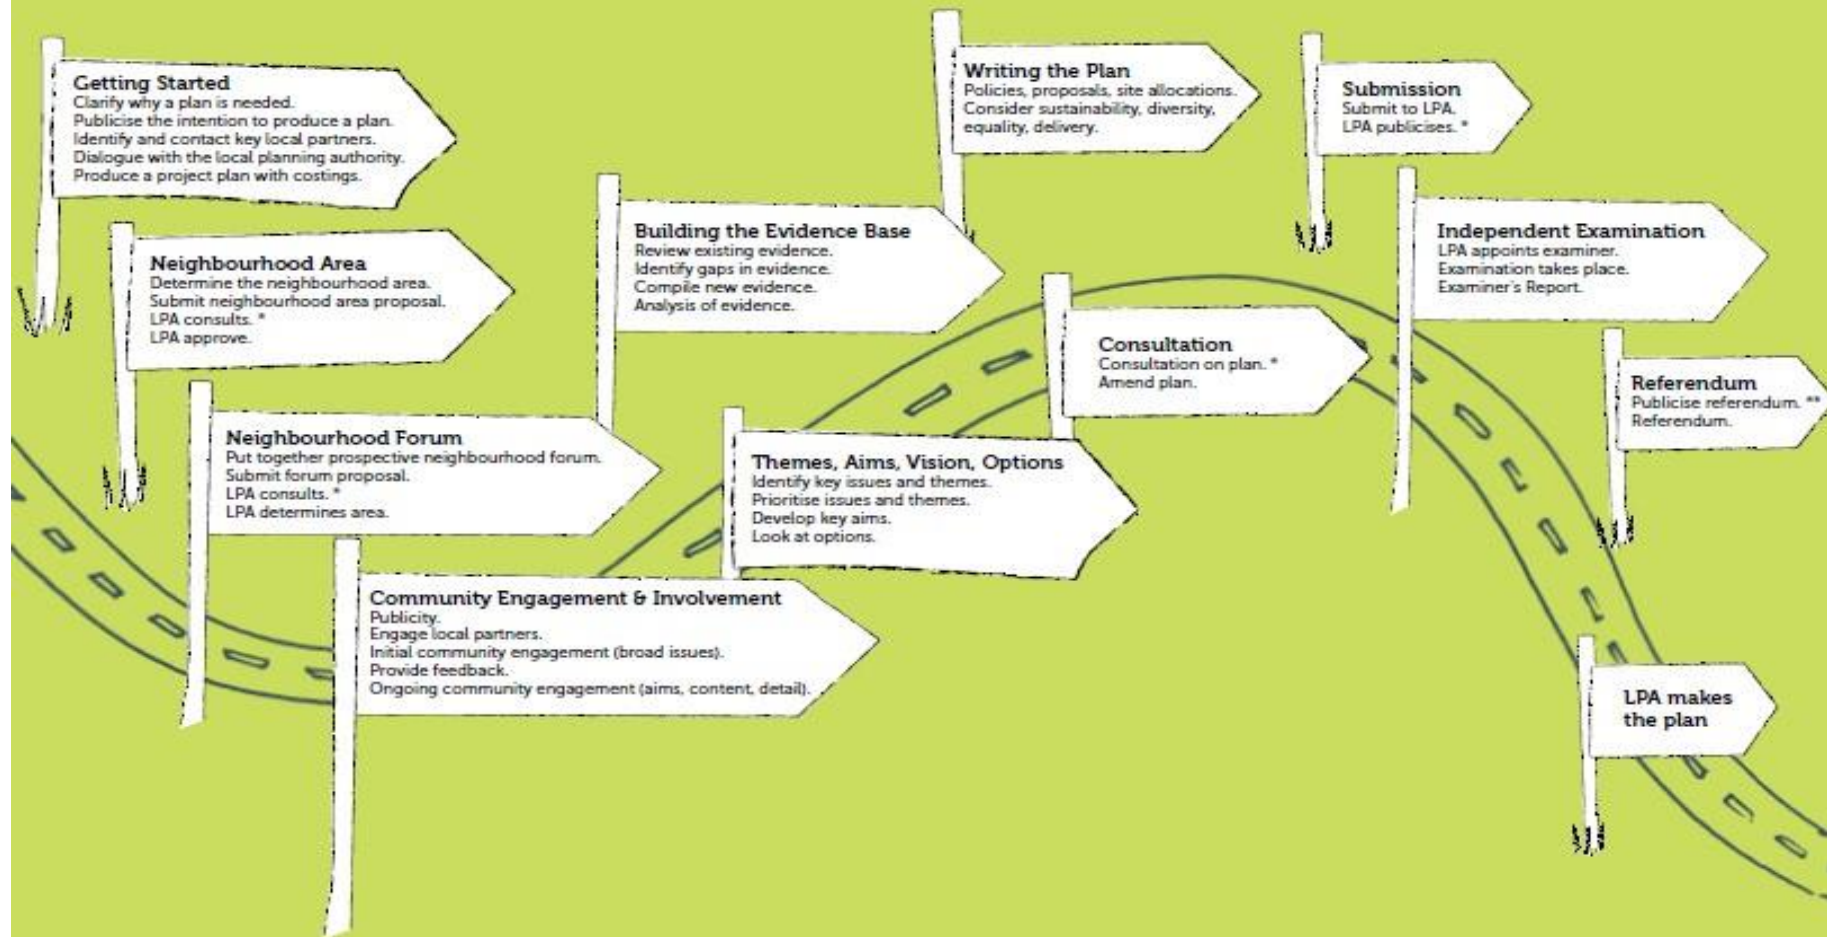 Getting Started
Clarify why a plan is needed.
Publicise the intention to produce a plan.
Identify and contact key local partners.
Dialogue with the local planning authority.
Produce a project plan with costings.
Neighbourhood Area
Determine the neighbourhood area.
Submit neighbourhood area proposal.
LPA consults. *
LPA approve.
Neighbourhood Forum
Put together prospective neighbourhood forum.
Submit forum proposal.
LPA consults. *
LPA determines area.
Community Engagement & Involvement
Publicity.
Engage local partners.
Initial community engagement (broad issues).
Provide feedback.
Ongoing community engagement (aims, content, detail).
Building the Evidence Base
Review existing evidence.
Identify gaps in evidence.
Compile new evidence.
Analysis of evidence.
Themes, Aims, Vision, Options
Identify key issues and themes.
Prioritise issues and themes.
Develop key aims.
Look at options.
Writing the Plan
Policies, proposals, site allocations.
Consider sustainability, diversity,
equality, delivery.
Consultation
Consultation on plan. *
Amend plan.
Submission
Submit to LPA.
LPA publicises. *
Independent Examination
LPA appoints examiner.
Examination takes place.
Examiner's Report.
Referendum
Publicise referendum. **
Referendum.
LPA makes
the plan